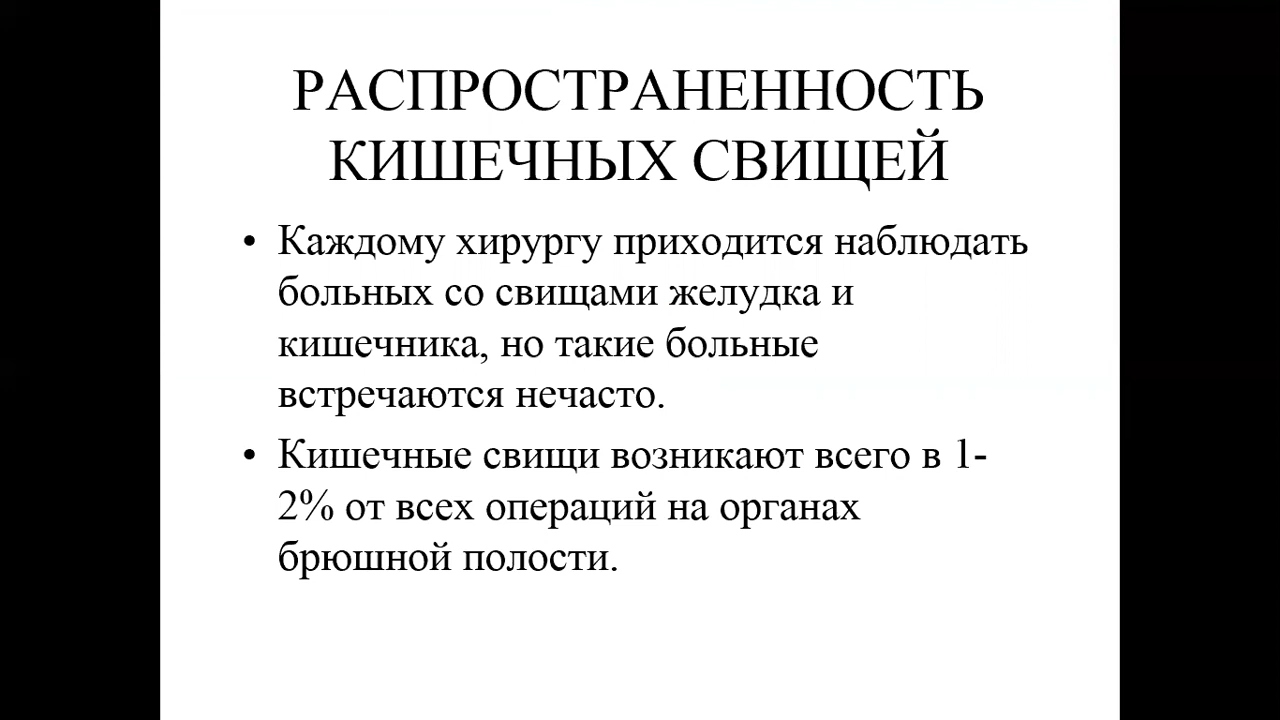 РАСПРОСТРАНЕННОСТЬ
КИШЕЧНЫХ СВИЩЕЙ
• Каждому хирургу приходится наблюдать
больных со свищами желудка и
кишечника, но такие больные
встречаются нечасто.
• Кишечные свищи возникают всего в 1-
2% от всех операций на органах
брюшной полости.